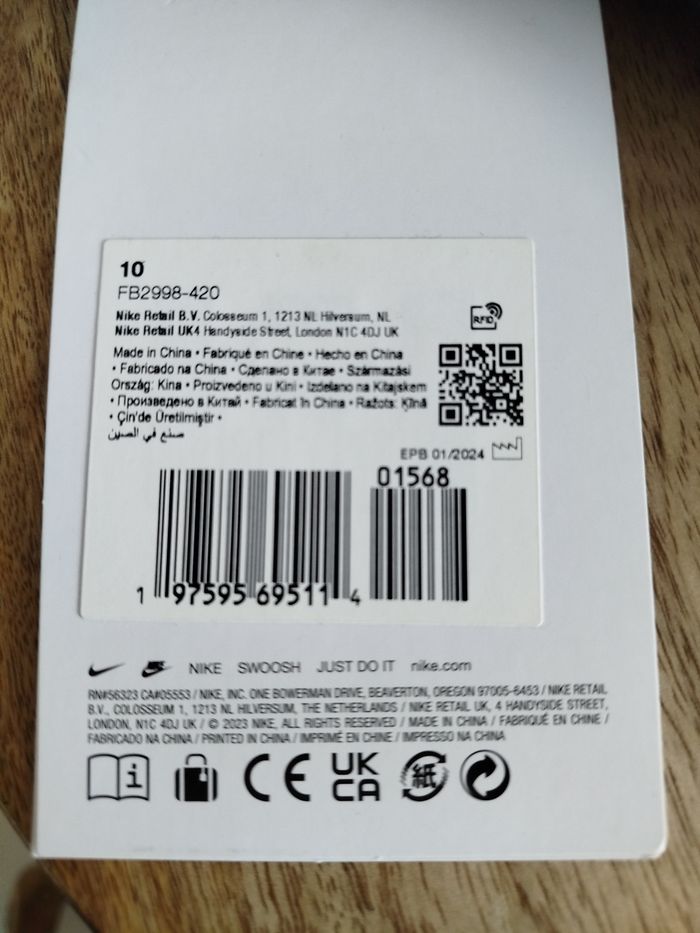 10
FB2998-420
Nike Retail B.V. Colosseum 1, 1213 NL Hilversum, NL
Nike Retail UK4 Handyside Street, London N1C 4DJ UK
RFID
Made in China • Fabriqué en Chine • Hecho en China
• Fabricado na China • Сделано в Китае • Származási
Ország: Kina • Proizvedeno u Kini • Izdelano na Kitajskem
• Произведено в Китай • Fabricat în China • Ražots: Ķīnā
• Çin'de Üretilmiştir •
صنع في الصين
EPB 01/2024
01568
1 97595 69511 4
NIKE SWOOSH JUST DO IT nike.com
RN#56323 CA#05553 / NIKE, INC. ONE BOWERMAN DRIVE, BEAVERTON, OREGON 97005-6453 / NIKE RETAIL
B.V., COLOSSEUM 1, 1213 NL HILVERSUM, THE NETHERLANDS / NIKE RETAIL UK, 4 HANDYSIDE STREET,
LONDON, N1C 4DJ UK / © 2023 NIKE, ALL RIGHTS RESERVED / MADE IN CHINA / FABRIQUÉ EN CHINE /
FABRICADO NA CHINA / PRINTED IN CHINA / IMPRIMÉ EN CHINE / IMPRESSO NA CHINA
i CE UK CA 紙